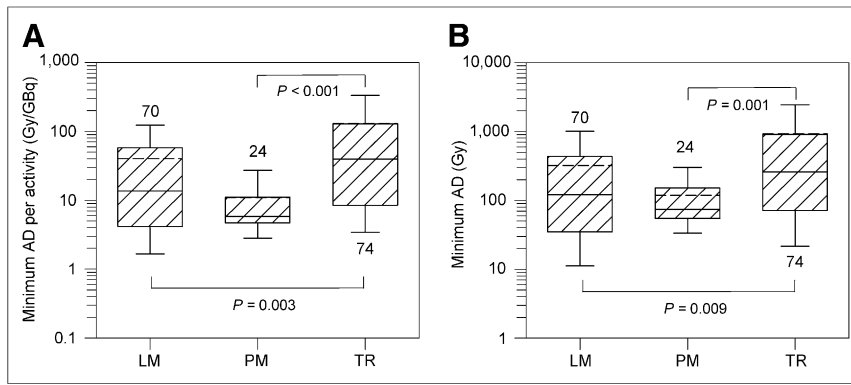 A
Minimum AD per activity (Gy/GBq)
1,000
100
10
1
0.1
P < 0.001
70
24
74
P = 0.003
LM PM TR
B
Minimum AD (Gy)
10,000
1,000
100
10
1
P = 0.001
70
24
74
P = 0.009
LM PM TR